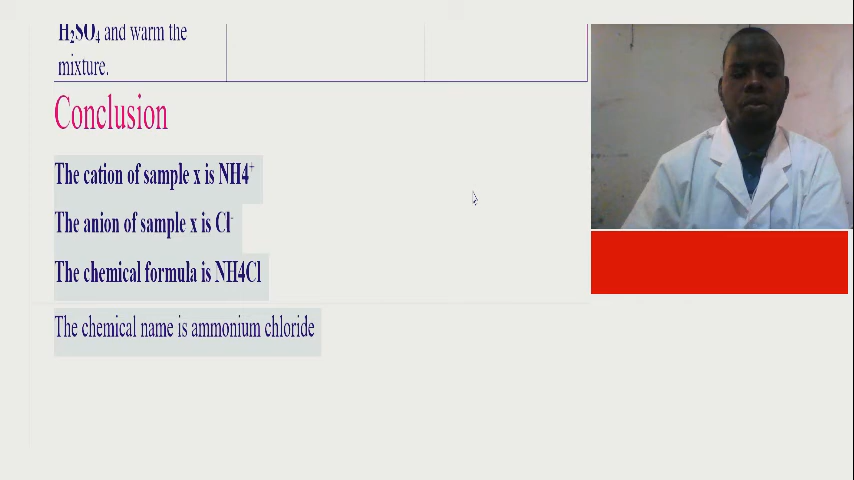 H₂SO₄ and warm the
mixture.
Conclusion
The cation of sample x is NH4⁺
The anion of sample x is Cl⁻
The chemical formula is NH4Cl
The chemical name is ammonium chloride